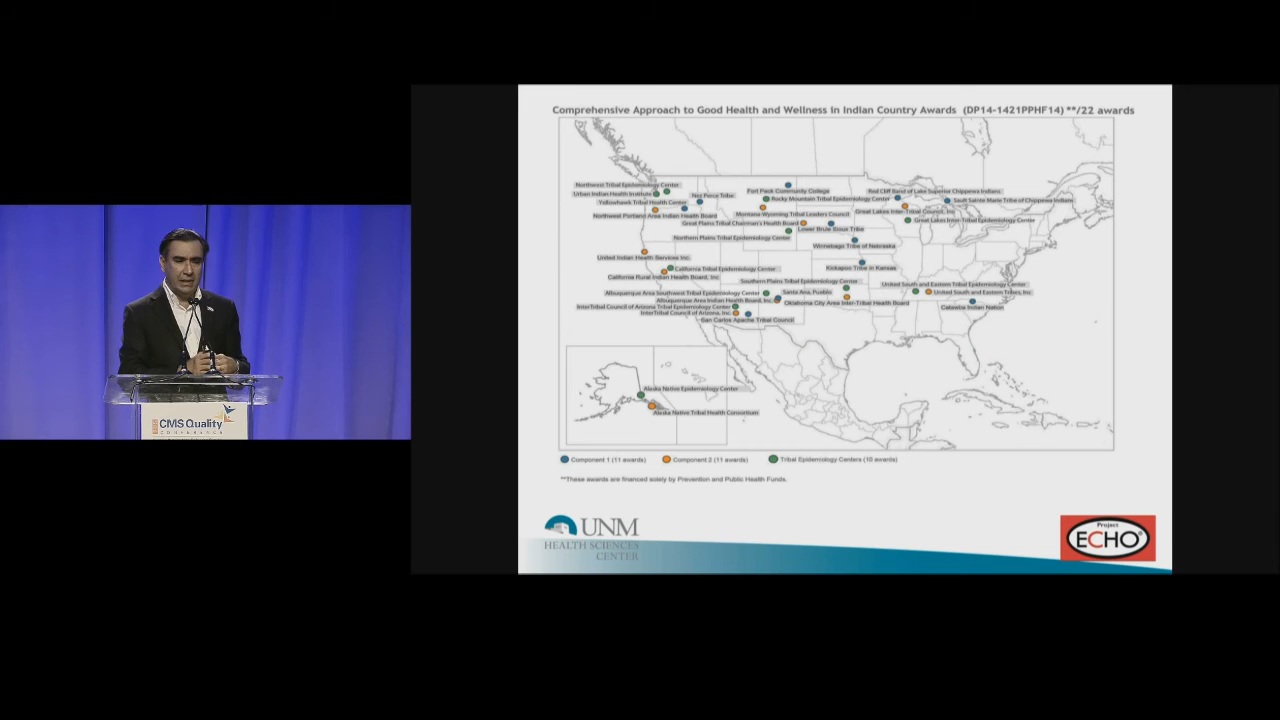 Comprehensive Approach to Good Health and Wellness in Indian Country Awards (DP14-1421PPHF14) **/22 awards
Northwest Tribal Epidemiology Center
Urban Indian Health Institute
Yellowhawk Tribal Health Center
Nez Perce Tribe
Northwest Portland Area Indian Health Board
Fort Peck Community College
Rocky Mountain Tribal Epidemiology Center
Montana-Wyoming Tribal Leaders Council
Great Plains Tribal Chairman's Health Board
Lower Brule Sioux Tribe
Northern Plains Tribal Epidemiology Center
Winnebago Tribe of Nebraska
Red Cliff Band of Lake Superior Chippewa Indians
Sault Sainte Marie Tribe of Chippewa Indians
Great Lakes Inter-Tribal Council, Inc
Great Lakes Inter-Tribal Epidemiology Center
United Indian Health Services Inc.
California Tribal Epidemiology Center
California Rural Indian Health Board, Inc
Kickapoo Tribe in Kansas
Southern Plains Tribal Epidemiology Center
United South and Eastern Tribal Epidemiology Center
Albuquerque Area Southwest Tribal Epidemiology Center
Santa Ana, Pueblo
United South and Eastern Tribes, Inc
Albuquerque Area Indian Health Board, Inc.
Oklahoma City Area Inter-Tribal Health Board
InterTribal Council of Arizona Tribal Epidemiology Center
Catawba Indian Nation
InterTribal Council of Arizona, Inc.
San Carlos Apache Tribal Council
Alaska Native Epidemiology Center
Alaska Native Tribal Health Consortium
Component 1 (11 awards)
Component 2 (11 awards)
Tribal Epidemiology Centers (10 awards)
**These awards are financed solely by Prevention and Public Health Funds.
UNM
HEALTH SCIENCES
CENTER
Project
ECHO®
CMS Quality
CONFERENCE